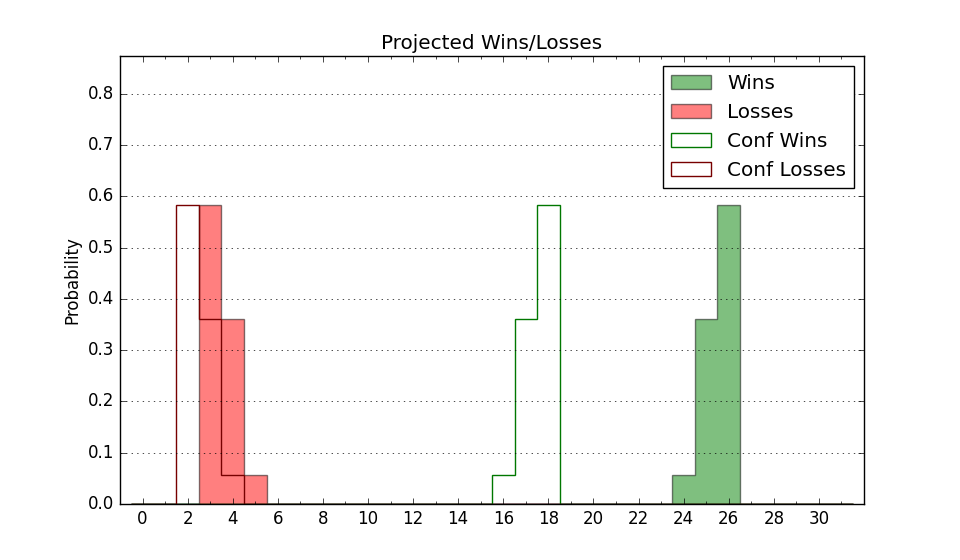 Projected Wins/Losses
Wins
Losses
Conf Wins
Conf Losses
Probability
0.8
0.7
0.6
0.5
0.4
0.3
0.2
0.1
0.0
0 2 4 6 8 10 12 14 16 18 20 22 24 26 28 30